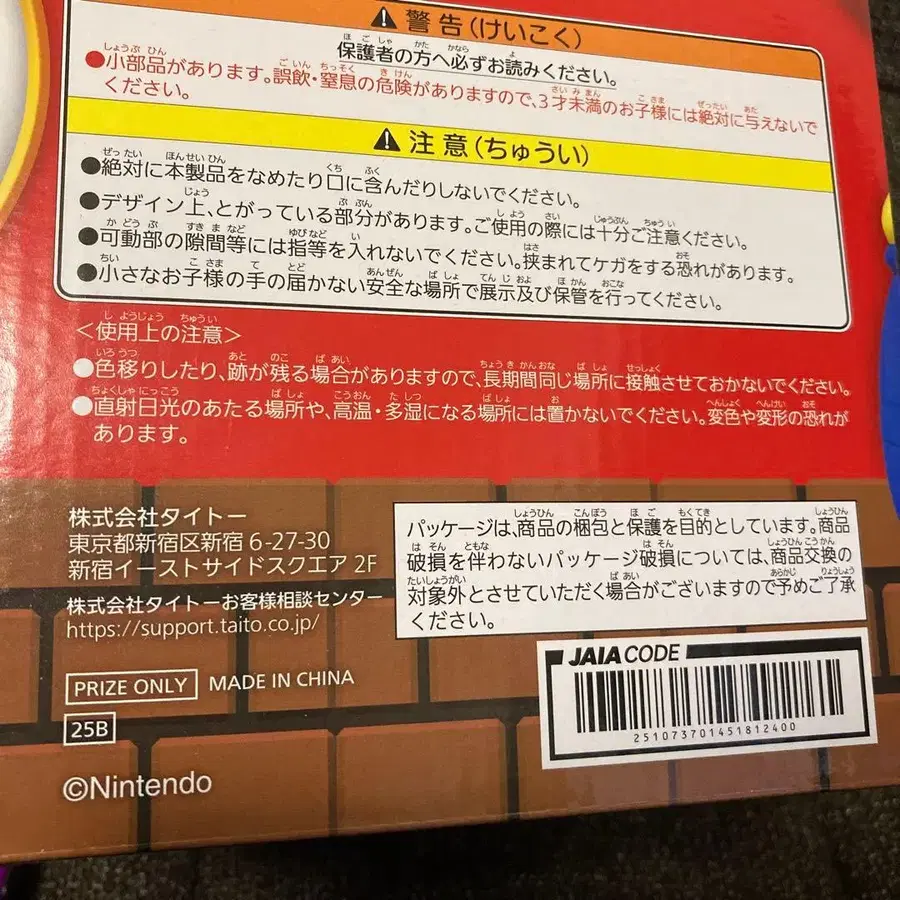 ⚠ 警告(けいこく)
保護者の方へ必ずお読みください。
●小部品があります。誤飲・窒息の危険がありますので、3才未満のお子様には絶対に与えないで
ください。
⚠ 注意(ちゅうい)
●絶対に本製品をなめたり口に含んだりしないでください。
●デザイン上、とがっている部分があります。ご使用の際には十分ご注意ください。
●可動部の隙間等には指等を入れないでください。挟まれてケガをする恐れがあります。
●小さなお子様の手の届かない安全な場所で展示及び保管を行ってください。
＜使用上の注意＞
●色移りしたり、跡が残る場合がありますので、長期間同じ場所に接触させておかないでください。
●直射日光のあたる場所や、高温・多湿になる場所には置かないでください。変色や変形の恐れが
あります。
株式会社タイトー
東京都新宿区新宿 6-27-30
新宿イーストサイドスクエア 2F
株式会社タイトーお客様相談センター
https://support.taito.co.jp/
PRIZE ONLY MADE IN CHINA
25B
©Nintendo
パッケージは、商品の梱包と保護を目的としています。商品
破損を伴わないパッケージ破損については、商品交換の
対象外とさせていただく場合がございますので予めご了承
ください。
JAIA CODE
251073701451812400